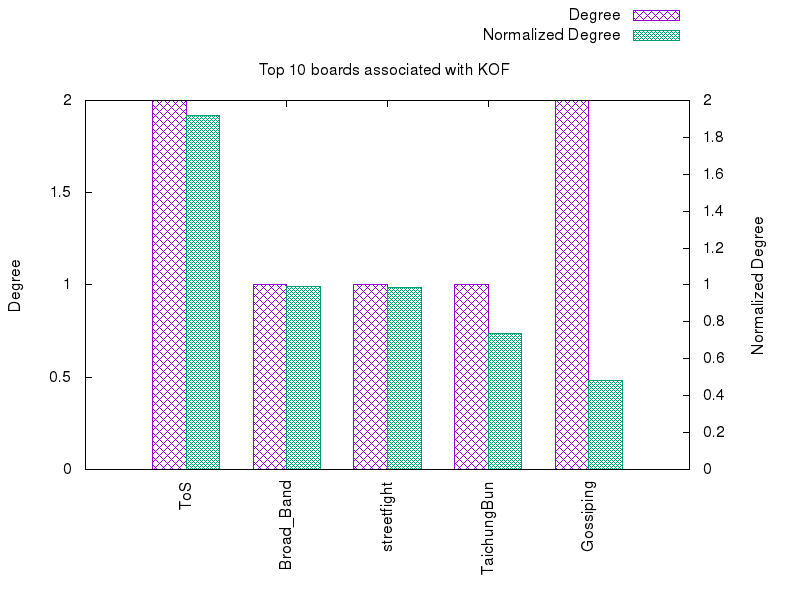 Degree
Normalized Degree
Top 10 boards associated with KOF
2
1.5
1
0.5
0
Degree
2
1.8
1.6
1.4
1.2
1
0.8
0.6
0.4
0.2
0
Normalized Degree
ToS
Broad_Band
streetfight
TaichungBun
Gossiping